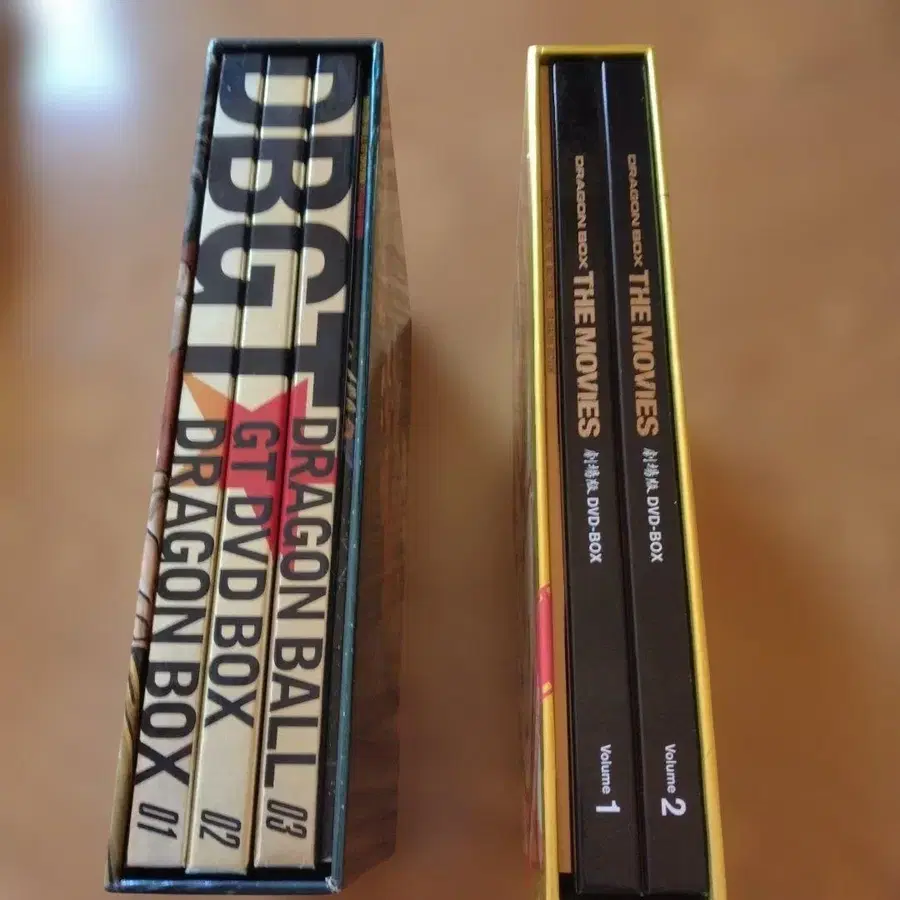 DBGT
DRAGON BOX
GT DVD BOX
DRAGON BALL
01
02
03
DRAGON BOX THE MOVIES 劇場版 DVD-BOX Volume 1
DRAGON BOX THE MOVIES 劇場版 DVD-BOX Volume 2